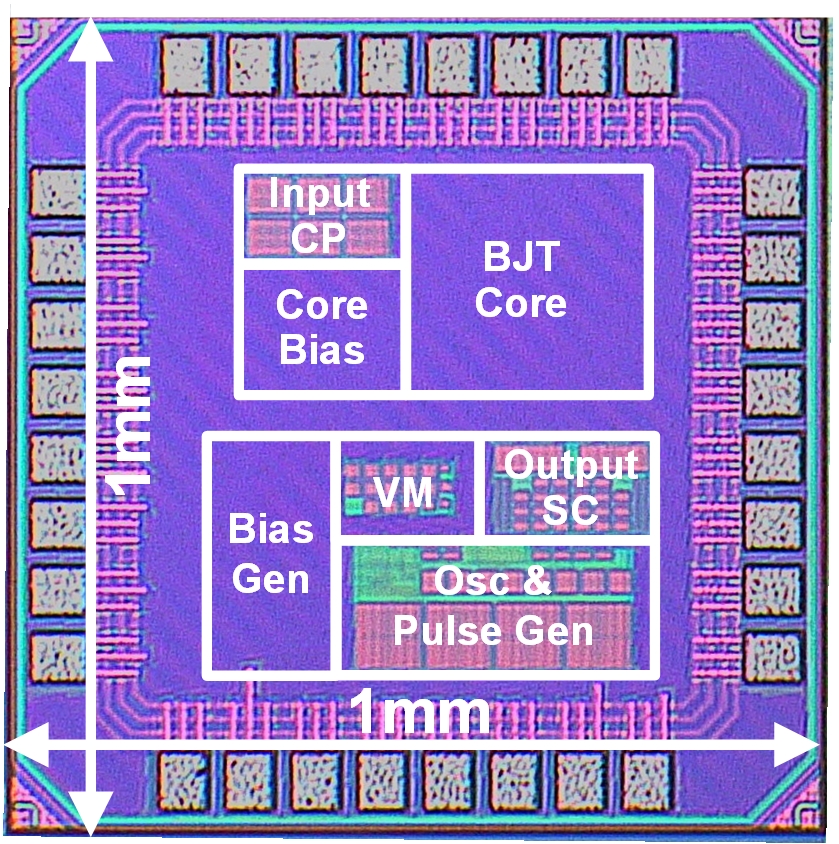 Input
CP
BJT
Core
Core
Bias
1mm
Bias
Gen
VM
Output
SC
Osc &
Pulse Gen
1mm